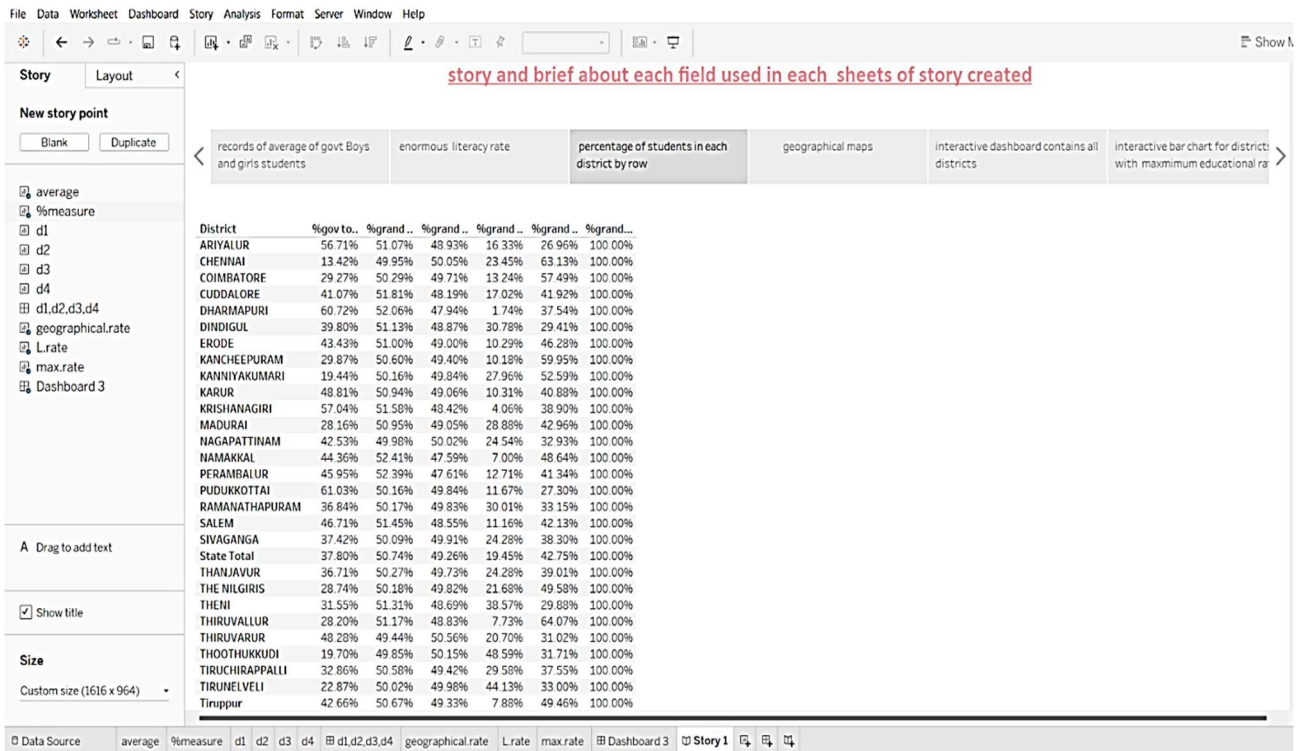 File Data Worksheet Dashboard Story Analysis Format Server Window Help
Show M
Story Layout
story and brief about each field used in each sheets of story created
New story point
Blank Duplicate
records of average of govt Boys and girls students
enormous literacy rate
percentage of students in each district by row
geographical maps
interactive dashboard contains all districts
interactive bar chart for districts with maxmimum educational ra
average
%measure
d1
d2
d3
d4
d1,d2,d3,d4
geographical.rate
L.rate
max.rate
Dashboard 3
A Drag to add text
Show title
Size
Custom size (1616 x 964)
District %gov to.. %grand .. %grand .. %grand .. %grand .. %grand...
ARIYALUR 56.71% 51.07% 48.93% 16.33% 26.96% 100.00%
CHENNAI 13.42% 49.95% 50.05% 23.45% 63.13% 100.00%
COIMBATORE 29.27% 50.29% 49.71% 13.24% 57.49% 100.00%
CUDDALORE 41.07% 51.81% 48.19% 17.02% 41.92% 100.00%
DHARMAPURI 60.72% 52.06% 47.94% 1.74% 37.54% 100.00%
DINDIGUL 39.80% 51.13% 48.87% 30.78% 29.41% 100.00%
ERODE 43.43% 51.00% 49.00% 10.29% 46.28% 100.00%
KANCHEEPURAM 29.87% 50.60% 49.40% 10.18% 59.95% 100.00%
KANNIYAKUMARI 19.44% 50.16% 49.84% 27.96% 52.59% 100.00%
KARUR 48.81% 50.94% 49.06% 10.31% 40.88% 100.00%
KRISHANAGIRI 57.04% 51.58% 48.42% 4.06% 38.90% 100.00%
MADURAI 28.16% 50.95% 49.05% 28.88% 42.96% 100.00%
NAGAPATTINAM 42.53% 49.98% 50.02% 24.54% 32.93% 100.00%
NAMAKKAL 44.36% 52.41% 47.59% 7.00% 48.64% 100.00%
PERAMBALUR 45.95% 52.39% 47.61% 12.71% 41.34% 100.00%
PUDUKKOTTAI 61.03% 50.16% 49.84% 11.67% 27.30% 100.00%
RAMANATHAPURAM 36.84% 50.17% 49.83% 30.01% 33.15% 100.00%
SALEM 46.71% 51.45% 48.55% 11.16% 42.13% 100.00%
SIVAGANGA 37.42% 50.09% 49.91% 24.28% 38.30% 100.00%
State Total 37.80% 50.74% 49.26% 19.45% 42.75% 100.00%
THANJAVUR 36.71% 50.27% 49.73% 24.28% 39.01% 100.00%
THE NILGIRIS 28.74% 50.18% 49.82% 21.68% 49.58% 100.00%
THENI 31.55% 51.31% 48.69% 38.57% 29.88% 100.00%
THIRUVALLUR 28.20% 51.17% 48.83% 7.73% 64.07% 100.00%
THIRUVARUR 48.28% 49.44% 50.56% 20.70% 31.02% 100.00%
THOOTHUKKUDI 19.70% 49.85% 50.15% 48.59% 31.71% 100.00%
TIRUCHIRAPPALLI 32.86% 50.58% 49.42% 29.58% 37.55% 100.00%
TIRUNELVELI 22.87% 50.02% 49.98% 44.13% 33.00% 100.00%
Tiruppur 42.66% 50.67% 49.33% 7.88% 49.46% 100.00%
Data Source average %measure d1 d2 d3 d4 d1,d2,d3,d4 geographical.rate L.rate max.rate Dashboard 3 Story 1